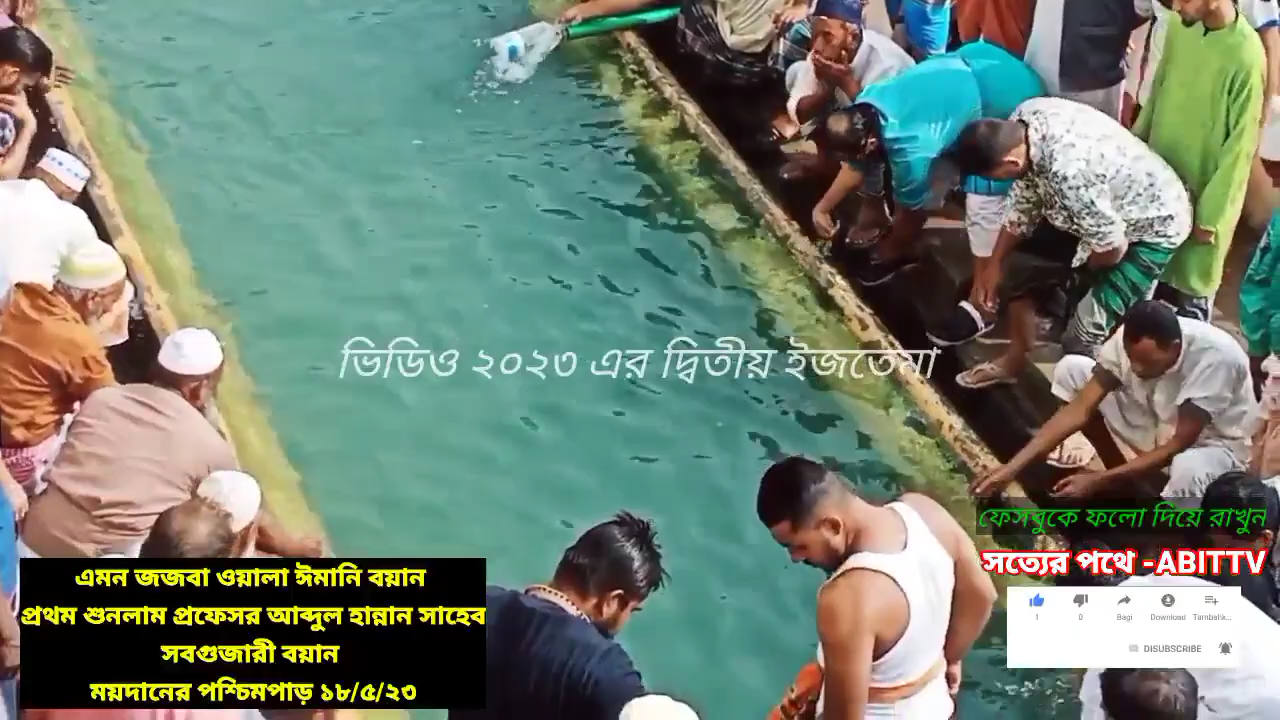 ভিডিও ২০২৩ এর দ্বিতীয় ইজতেমা
ফেসবুকে ফলো দিয়ে রাখুন
সত্যের পথে -ABITTV
1
0
Bagi
Download
Tambahk...
DISUBSCRIBE
এমন জজবা ওয়ালা ঈমানি বয়ান
প্রথম শুনলাম প্রফেসর আব্দুল হান্নান সাহেব
সবগুজারী বয়ান
ময়দানের পশ্চিমপাড় ১৮/৫/২৩